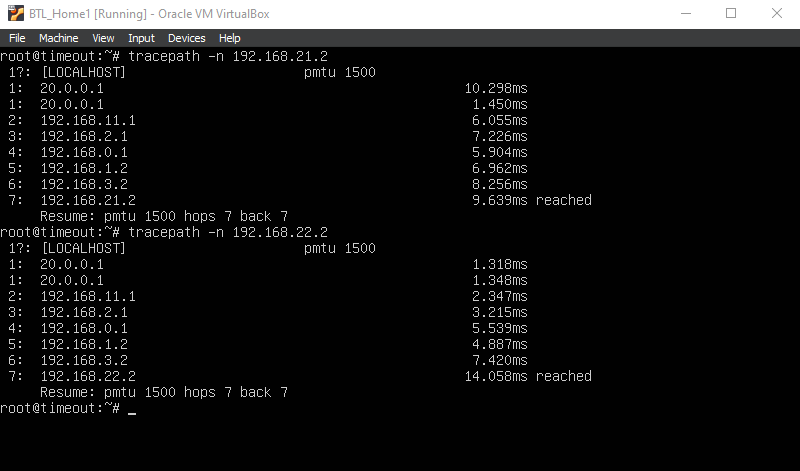 BTL_Home1 [Running] - Oracle VM VirtualBox
File Machine View Input Devices Help
root@timeout:~# tracepath -n 192.168.21.2
1?: [LOCALHOST] pmtu 1500
1: 20.0.0.1 10.298ms
1: 20.0.0.1 1.450ms
2: 192.168.11.1 6.055ms
3: 192.168.2.1 7.226ms
4: 192.168.0.1 5.904ms
5: 192.168.1.2 6.962ms
6: 192.168.3.2 8.256ms
7: 192.168.21.2 9.639ms reached
Resume: pmtu 1500 hops 7 back 7
root@timeout:~# tracepath -n 192.168.22.2
1?: [LOCALHOST] pmtu 1500
1: 20.0.0.1 1.318ms
1: 20.0.0.1 1.348ms
2: 192.168.11.1 2.347ms
3: 192.168.2.1 3.215ms
4: 192.168.0.1 5.539ms
5: 192.168.1.2 4.887ms
6: 192.168.3.2 7.420ms
7: 192.168.22.2 14.058ms reached
Resume: pmtu 1500 hops 7 back 7
root@timeout:~# _